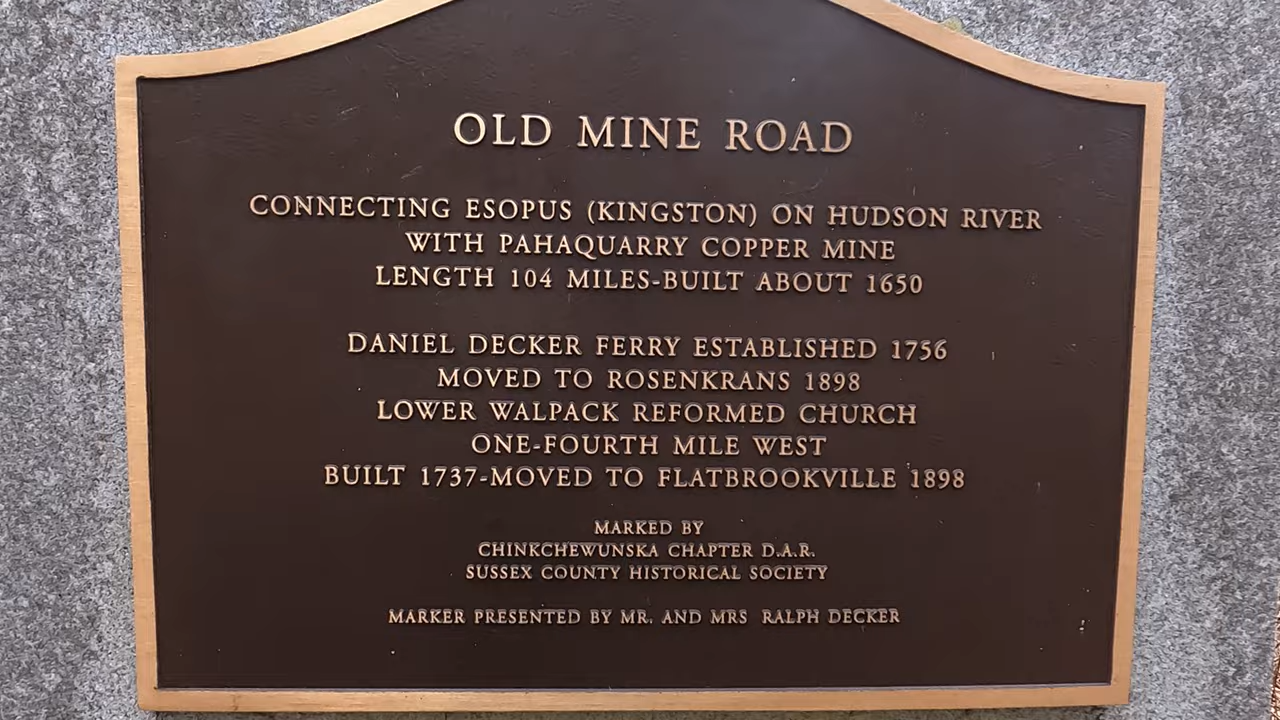 OLD MINE ROAD
CONNECTING ESOPUS (KINGSTON) ON HUDSON RIVER
WITH PAHAQUARRY COPPER MINE
LENGTH 104 MILES-BUILT ABOUT 1650
DANIEL DECKER FERRY ESTABLISHED 1756
MOVED TO ROSENKRANS 1898
LOWER WALPACK REFORMED CHURCH
ONE-FOURTH MILE WEST
BUILT 1737-MOVED TO FLATBROOKVILLE 1898
MARKED BY
CHINKCHEWUNSKA CHAPTER D.A.R.
SUSSEX COUNTY HISTORICAL SOCIETY
MARKER PRESENTED BY MR. AND MRS RALPH DECKER